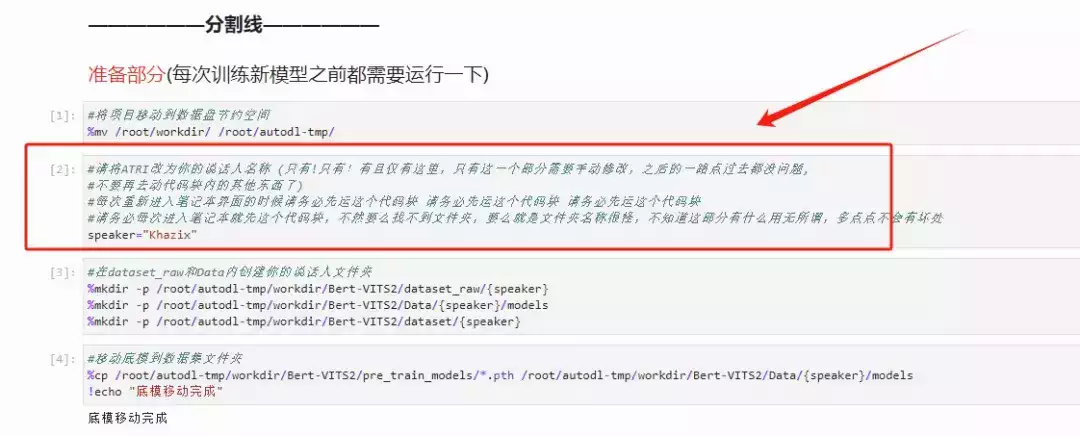 ——————分割线——————
准备部分(每次训练新模型之前都需要运行一下)
[1]: #将项目移动到数据盘节约空间
%mv /root/workdir/ /root/autodl-tmp/
[2]: #请将ATRI改为你的说话人名称 (只有!只有! 有且仅有这里, 只有这一个部分需要手动修改, 之后的一路点过去都没问题,
#不要再去动代码块内的其他东西了)
#每次重新进入笔记本界面的时候请务必先运这个代码块 请务必先运这个代码块 请务必先运这个代码块
#请务必每次进入笔记本就先这个代码块, 不然要么找不到文件夹, 要么就是文件夹名称很怪, 不知道这部分有什么用无所谓, 多点点不会有坏处
speaker="Khazix"
[3]: #在dataset_raw和Data内创建你的说话人文件夹
%mkdir -p /root/autodl-tmp/workdir/Bert-VITS2/dataset_raw/{speaker}
%mkdir -p /root/autodl-tmp/workdir/Bert-VITS2/Data/{speaker}/models
%mkdir -p /root/autodl-tmp/workdir/Bert-VITS2/dataset/{speaker}
[4]: #移动底模到数据集文件夹
%cp /root/autodl-tmp/workdir/Bert-VITS2/pre_train_models/*.pth /root/autodl-tmp/workdir/Bert-VITS2/Data/{speaker}/models
!echo "底模移动完成"
底模移动完成